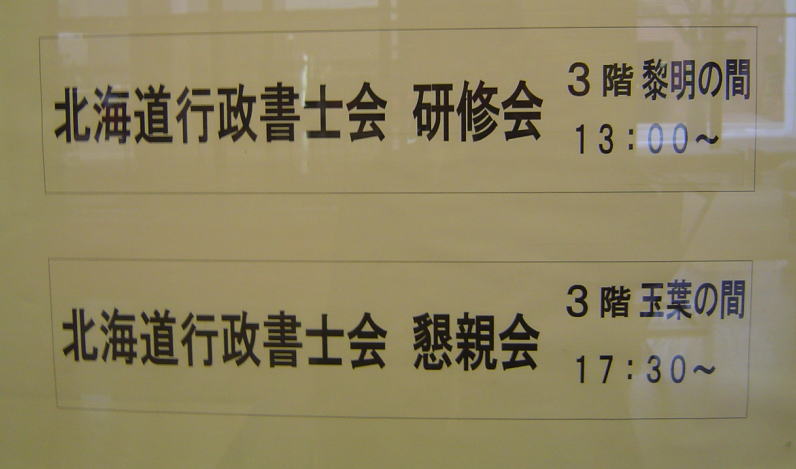 北海道行政書士会 研修会 3階 黎明の間
13:00~
北海道行政書士会 懇親会 3階 玉葉の間
17:30~